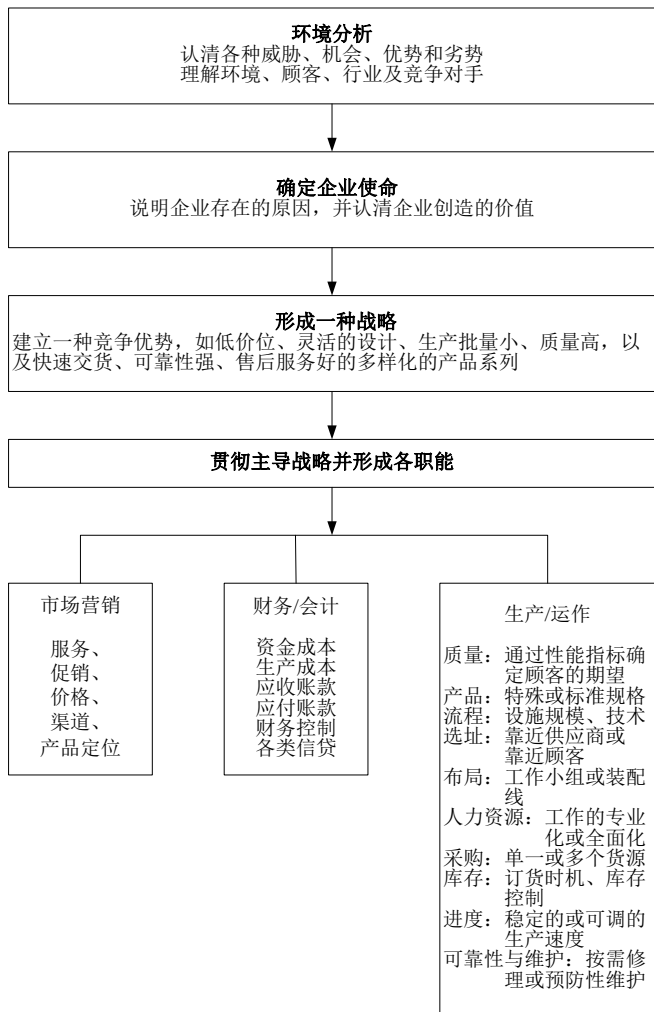 环境分析
认清各种威胁、机会、优势和劣势
理解环境、顾客、行业及竞争对手
确定企业使命
说明企业存在的原因，并认清企业创造的价值
形成一种战略
建立一种竞争优势，如低价位、灵活的设计、生产批量小、质量高，以
及快速交货、可靠性强、售后服务好的多样化的产品系列
贯彻主导战略并形成各职能
市场营销
服务、
促销、
价格、
渠道、
产品定位
财务/会计
资金成本
生产成本
应收账款
应付账款
财务控制
各类信贷
生产/运作
质量：通过性能指标确
定顾客的期望
产品：特殊或标准规格
流程：设施规模、技术
选址：靠近供应商或
靠近顾客
布局：工作小组或装配
线
人力资源：工作的专业
化或全面化
采购：单一或多个货源
库存：订货时机、库存
控制
进度：稳定的或可调的
生产速度
可靠性与维护：按需修
理或预防性维护